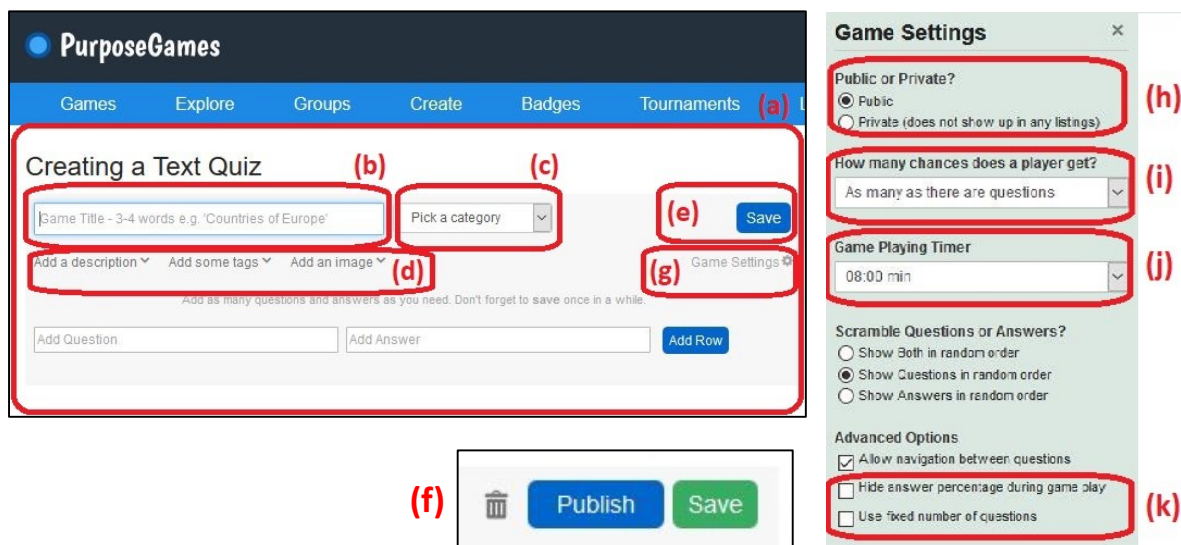 PurposeGames
Games Explore Groups Create Badges Tournaments L
(a)
Creating a Text Quiz
(b)
(c)
Game Title - 3-4 words e.g. 'Countries of Europe'
Pick a category
(e)
Save
Add a description Add some tags Add an image
(d)
(g)
Game Settings
Add as many questions and answers as you need. Don't forget to save once in a while.
Add Question
Add Answer
Add Row
(f)
Publish
Save
Game Settings
Public or Private?
Public
Private (does not show up in any listings)
(h)
How many chances does a player get?
As many as there are questions
(i)
Game Playing Timer
08:00 min
(j)
Scramble Questions or Answers?
Show Both in random order
Show Questions in random order
Show Answers in random order
Advanced Options
Allow navigation between questions
Hide answer percentage during game play
Use fixed number of questions
(k)